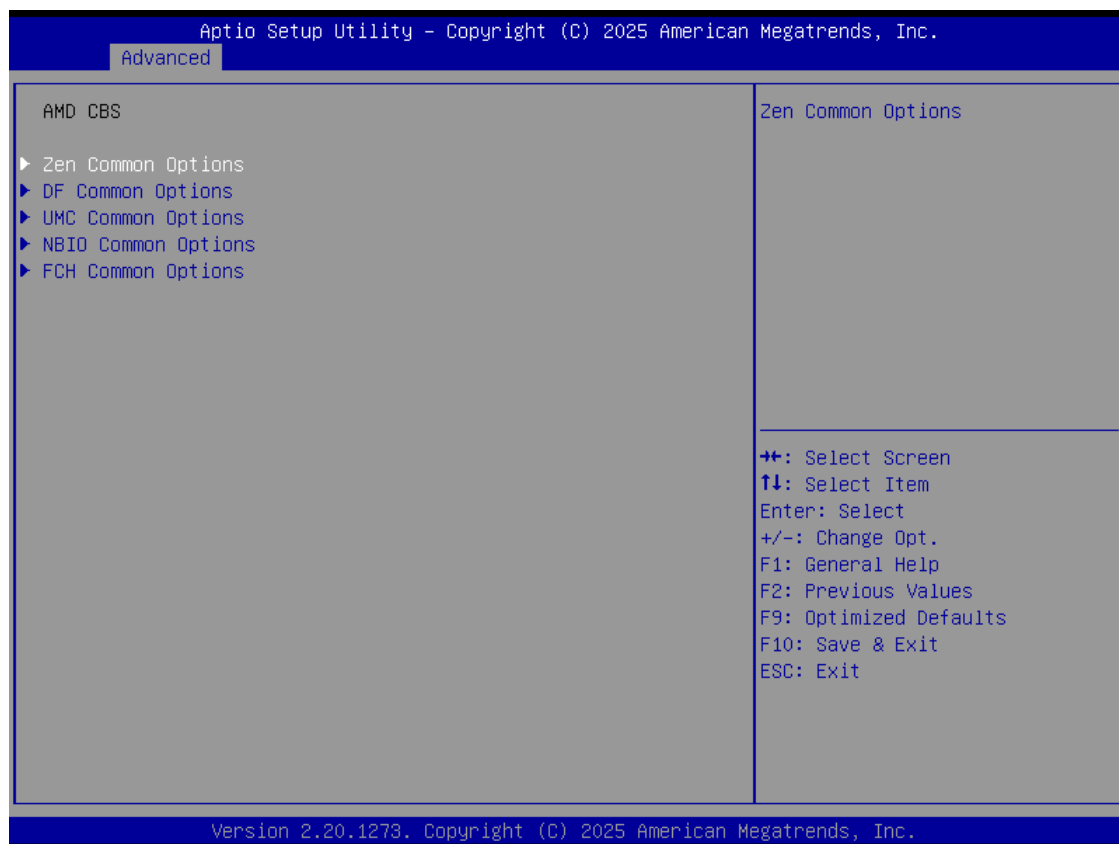 Aptio Setup Utility – Copyright (C) 2025 American Megatrends, Inc.
Advanced
AMD CBS
Zen Common Options
DF Common Options
UMC Common Options
NBIO Common Options
FCH Common Options
Zen Common Options
→←: Select Screen
↑↓: Select Item
Enter: Select
+/-: Change Opt.
F1: General Help
F2: Previous Values
F9: Optimized Defaults
F10: Save & Exit
ESC: Exit
Version 2.20.1273. Copyright (C) 2025 American Megatrends, Inc.